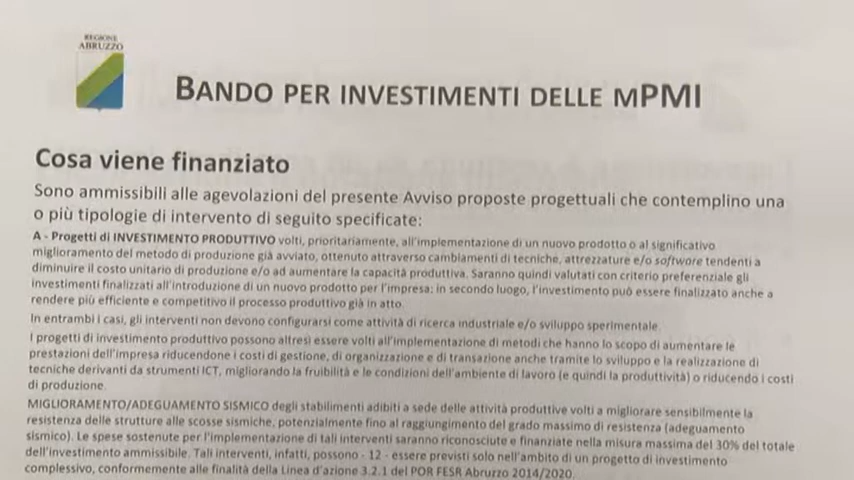 REGIONE
ABRUZZO
BANDO PER INVESTIMENTI DELLE MPMI
Cosa viene finanziato
Sono ammissibili alle agevolazioni del presente Avviso proposte progettuali che contemplino una
o più tipologie di intervento di seguito specificate:
A - Progetti di INVESTIMENTO PRODUTTIVO volti, prioritariamente, all'implementazione di un nuovo prodotto o al significativo
miglioramento del metodo di produzione già avviato, ottenuto attraverso cambiamenti di tecniche, attrezzature e/o software tendenti a
diminuire il costo unitario di produzione e/o ad aumentare la capacità produttiva. Saranno quindi valutati con criterio preferenziale gli
investimenti finalizzati all'introduzione di un nuovo prodotto per l'impresa; in secondo luogo, l'investimento può essere finalizzato anche a
rendere più efficiente e competitivo il processo produttivo già in atto.
In entrambi i casi, gli interventi non devono configurarsi come attività di ricerca industriale e/o sviluppo sperimentale.
I progetti di investimento produttivo possono altresì essere volti all'implementazione di metodi che hanno lo scopo di aumentare le
prestazioni dell'impresa riducendone i costi di gestione, di organizzazione e di transazione anche tramite lo sviluppo e la realizzazione di
tecniche derivanti da strumenti ICT, migliorando la fruibilità e le condizioni dell'ambiente di lavoro (e quindi la produttività) o riducendo i costi
di produzione.
MIGLIORAMENTO/ADEGUAMENTO SISMICO degli stabilimenti adibiti a sede delle attività produttive volti a migliorare sensibilmente la
resistenza delle strutture alle scosse sismiche, potenzialmente fino al raggiungimento del grado massimo di resistenza (adeguamento
sismico). Le spese sostenute per l'implementazione di tali interventi saranno riconosciute e finanziate nella misura massima del 30% del totale
dell'investimento ammissibile. Tali interventi, infatti, possono - 12 - essere previsti solo nell'ambito di un progetto di investimento
complessivo, conformemente alle finalità della Linea d'azione 3.2.1 del POR FESR Abruzzo 2014/2020.